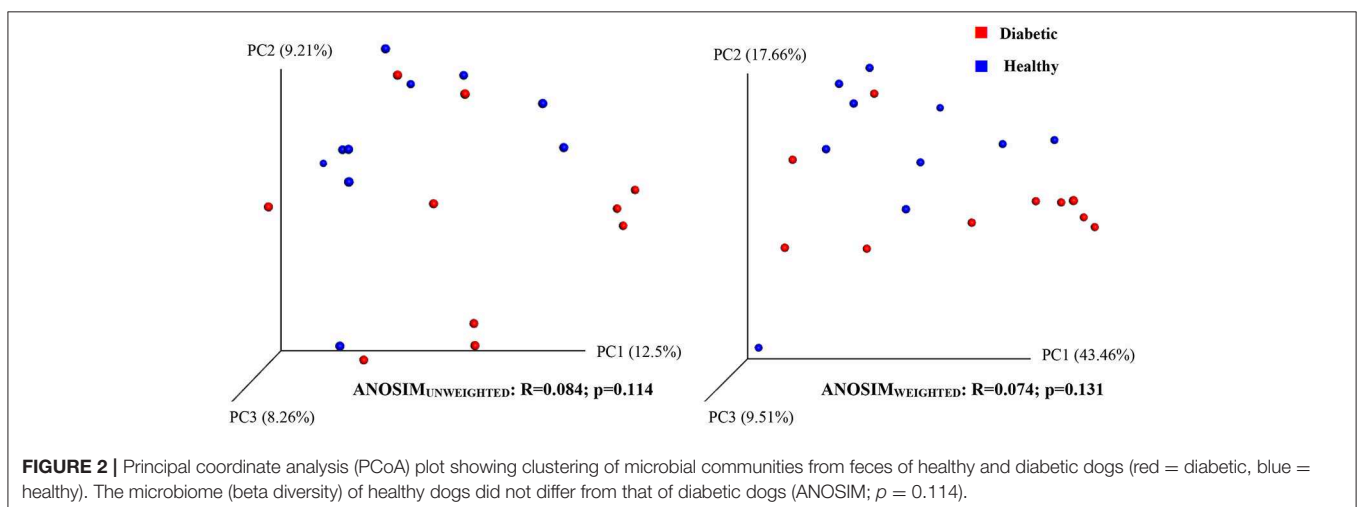 PC2 (9.21%)
PC1 (12.5%)
PC3 (8.26%)
ANOSIMUNWEIGHTED: R=0.084; p=0.114
PC2 (17.66%)
Diabetic
Healthy
PC1 (43.46%)
PC3 (9.51%)
ANOSIMWEIGHTED: R=0.074; p=0.131
FIGURE 2 | Principal coordinate analysis (PCoA) plot showing clustering of microbial communities from feces of healthy and diabetic dogs (red = diabetic, blue =
healthy). The microbiome (beta diversity) of healthy dogs did not differ from that of diabetic dogs (ANOSIM; p = 0.114).